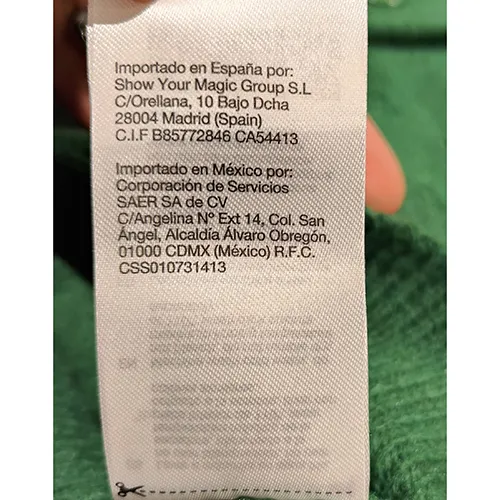 Importado en España por:
Show Your Magic Group S.L
C/Orellana, 10 Bajo Dcha
28004 Madrid (Spain)
C.I.F B85772846 CA54413
Importado en México por:
Corporación de Servicios
SAER SA de CV
C/Angelina Nº Ext 14, Col. San
Ángel, Alcaldía Álvaro Obregón,
01000 CDMX (México) R.F.C.
CSS010731413